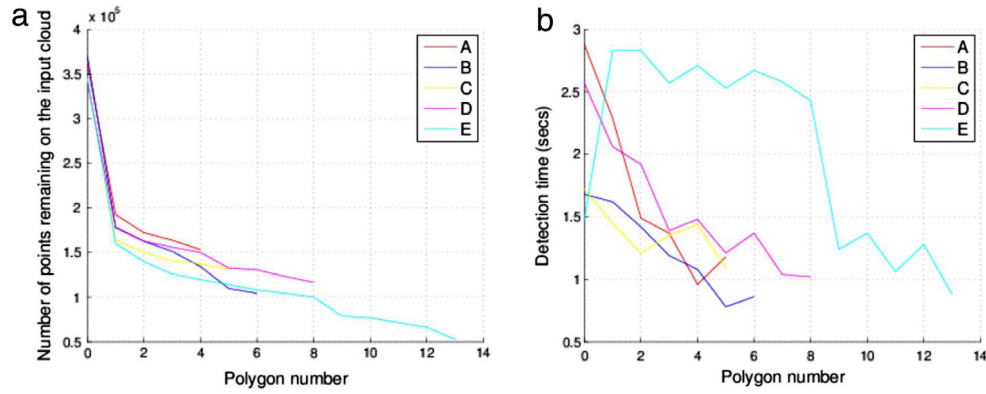 a
x 10⁵
Number of points remaining on the input cloud
4
3.5
3
2.5
2
1.5
1
0.5
0 2 4 6 8 10 12 14
Polygon number
A
B
C
D
E
b
Detection time (secs)
3
2.5
2
1.5
1
0.5
0 2 4 6 8 10 12 14
Polygon number
A
B
C
D
E